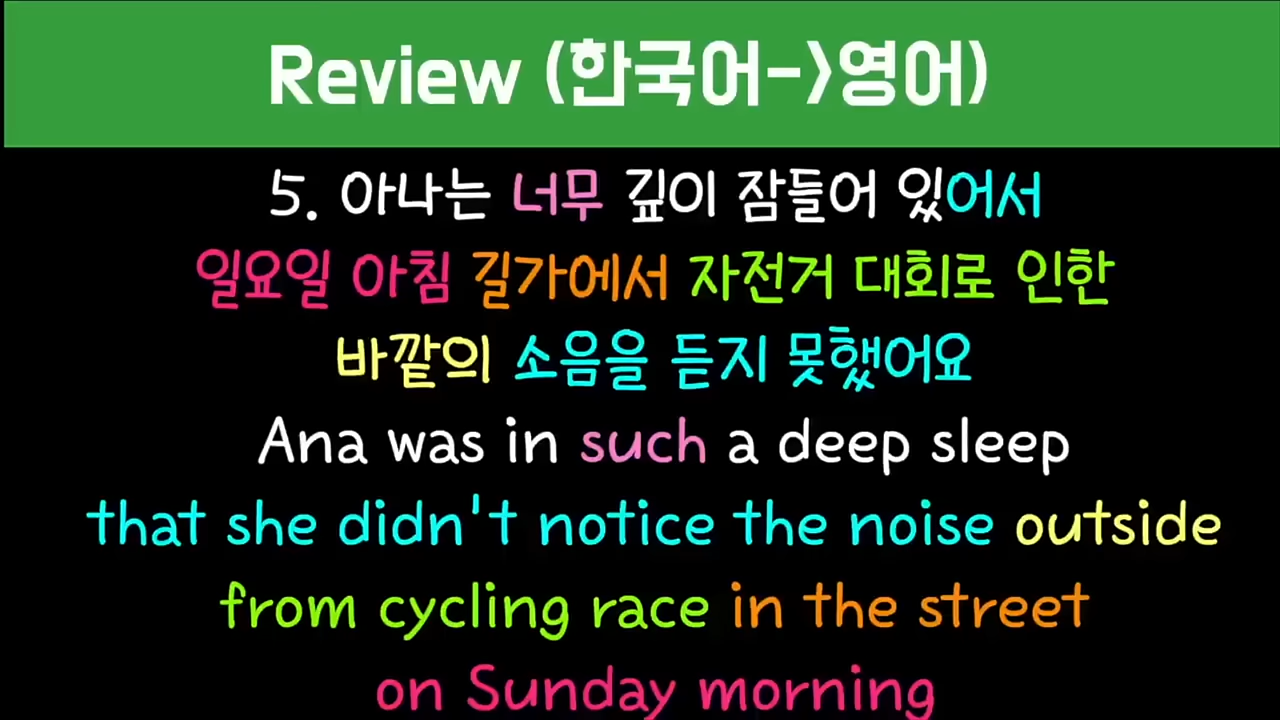 Review (한국어->영어)
5. 아나는 너무 깊이 잠들어 있어서
일요일 아침 길가에서 자전거 대회로 인한
바깥의 소음을 듣지 못했어요
Ana was in such a deep sleep
that she didn't notice the noise outside
from cycling race in the street
on Sunday morning